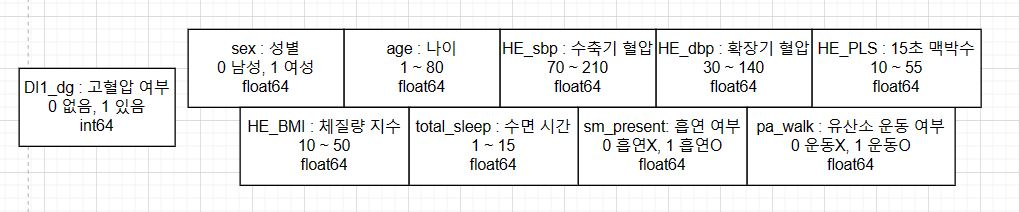 DI1_dg : 고혈압 여부
0 없음, 1 있음
int64
sex : 성별
0 남성, 1 여성
float64
age : 나이
1 ~ 80
float64
HE_sbp : 수축기 혈압
70 ~ 210
float64
HE_dbp : 확장기 혈압
30 ~ 140
float64
HE_PLS : 15초 맥박수
10 ~ 55
float64
HE_BMI : 체질량 지수
10 ~ 50
float64
total_sleep : 수면 시간
1 ~ 15
float64
sm_present: 흡연 여부
0 흡연X, 1 흡연O
float64
pa_walk : 유산소 운동 여부
0 운동X, 1 운동O
float64